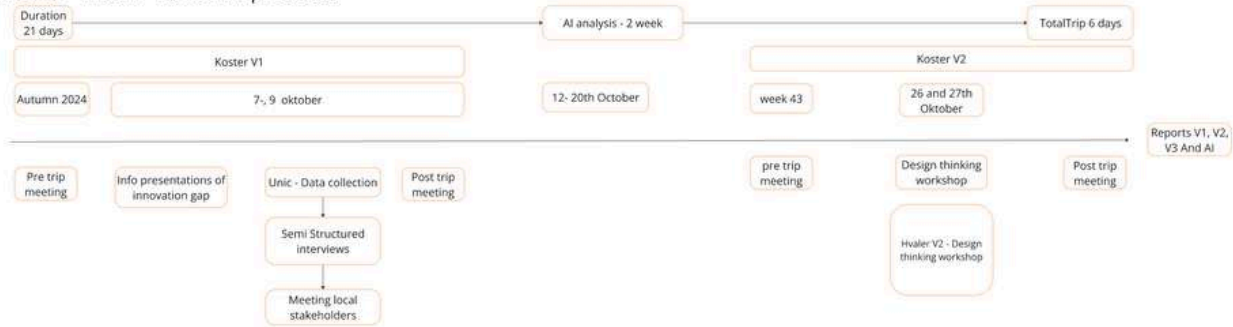 Duration
21 days
AI analysis - 2 week
TotalTrip 6 days
Koster V1
Koster V2
Autumn 2024
7-, 9 oktober
12- 20th October
week 43
26 and 27th
Oktober
Reports V1, V2,
V3 And AI
Pre trip
meeting
Info presentations of
innovation gap
Unic - Data collection
Post trip
meeting
pre trip
meeting
Design thinking
workshop
Post trip
meeting
Semi Structured
interviews
Hvaler V2 - Design
thinking workshop
Meeting local
stakeholders